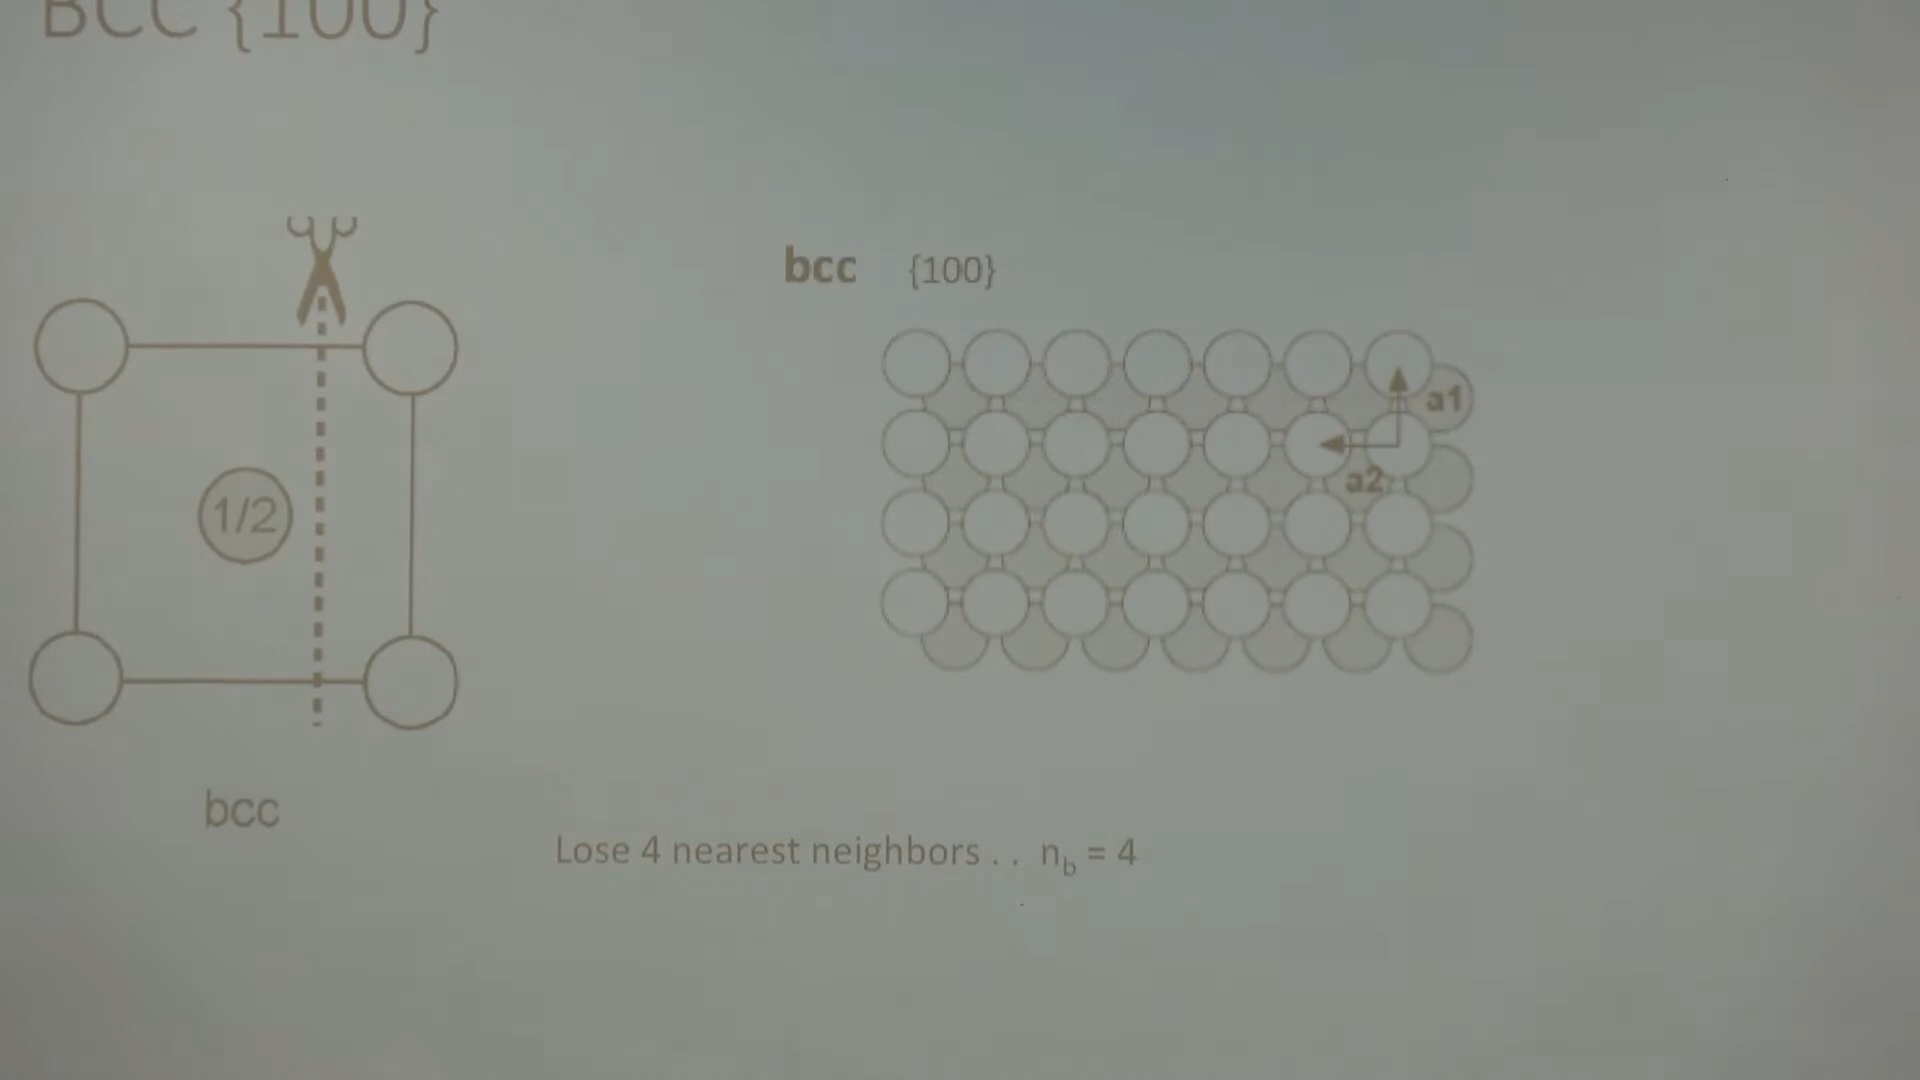 BCC {100}
bcc {100}
a1
a2
1/2
bcc
Lose 4 nearest neighbors . . n_b = 4